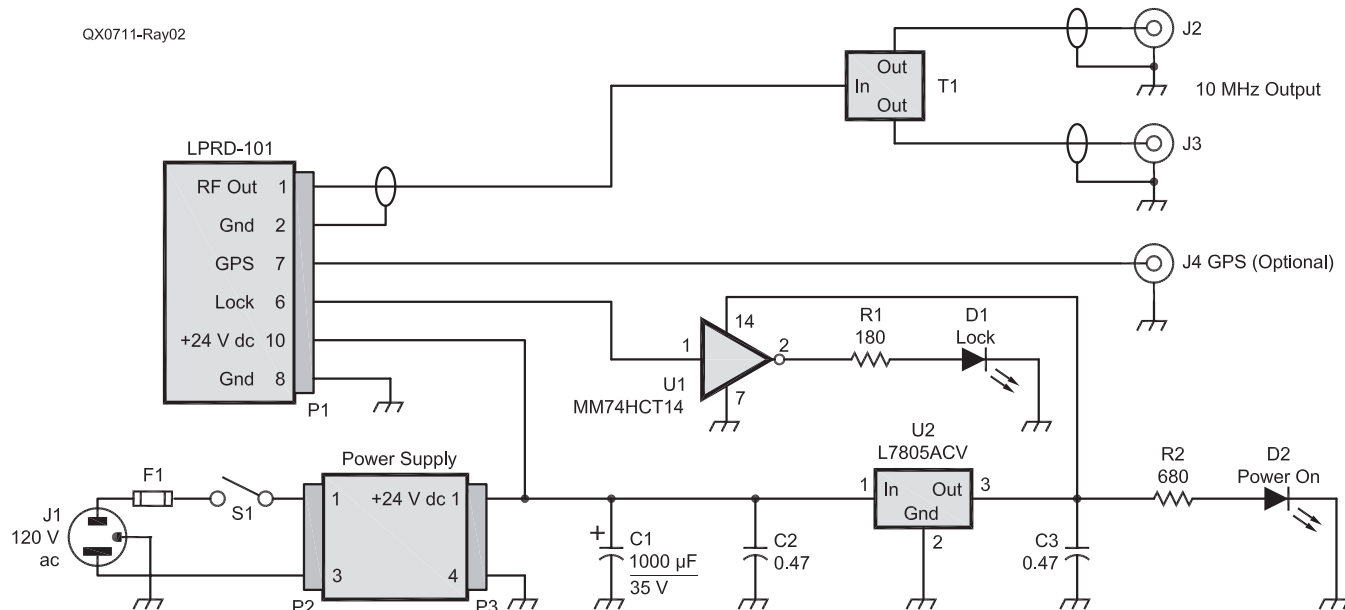 QX0711-Ray02
J2
Out
In
Out
T1
10 MHz Output
J3
LPRD-101
RF Out 1
Gnd 2
GPS 7
Lock 6
+24 V dc 10
Gnd 8
P1
J4 GPS (Optional)
14
1
2
7
U1
MM74HCT14
R1
180
D1
Lock
U2
L7805ACV
1
In
Out
3
Gnd
2
R2
680
D2
Power On
Power Supply
F1
S1
J1
120 V
ac
1
+24 V dc 1
3
4
P2
P3
+
C1
1000 µF
35 V
C2
0.47
C3
0.47